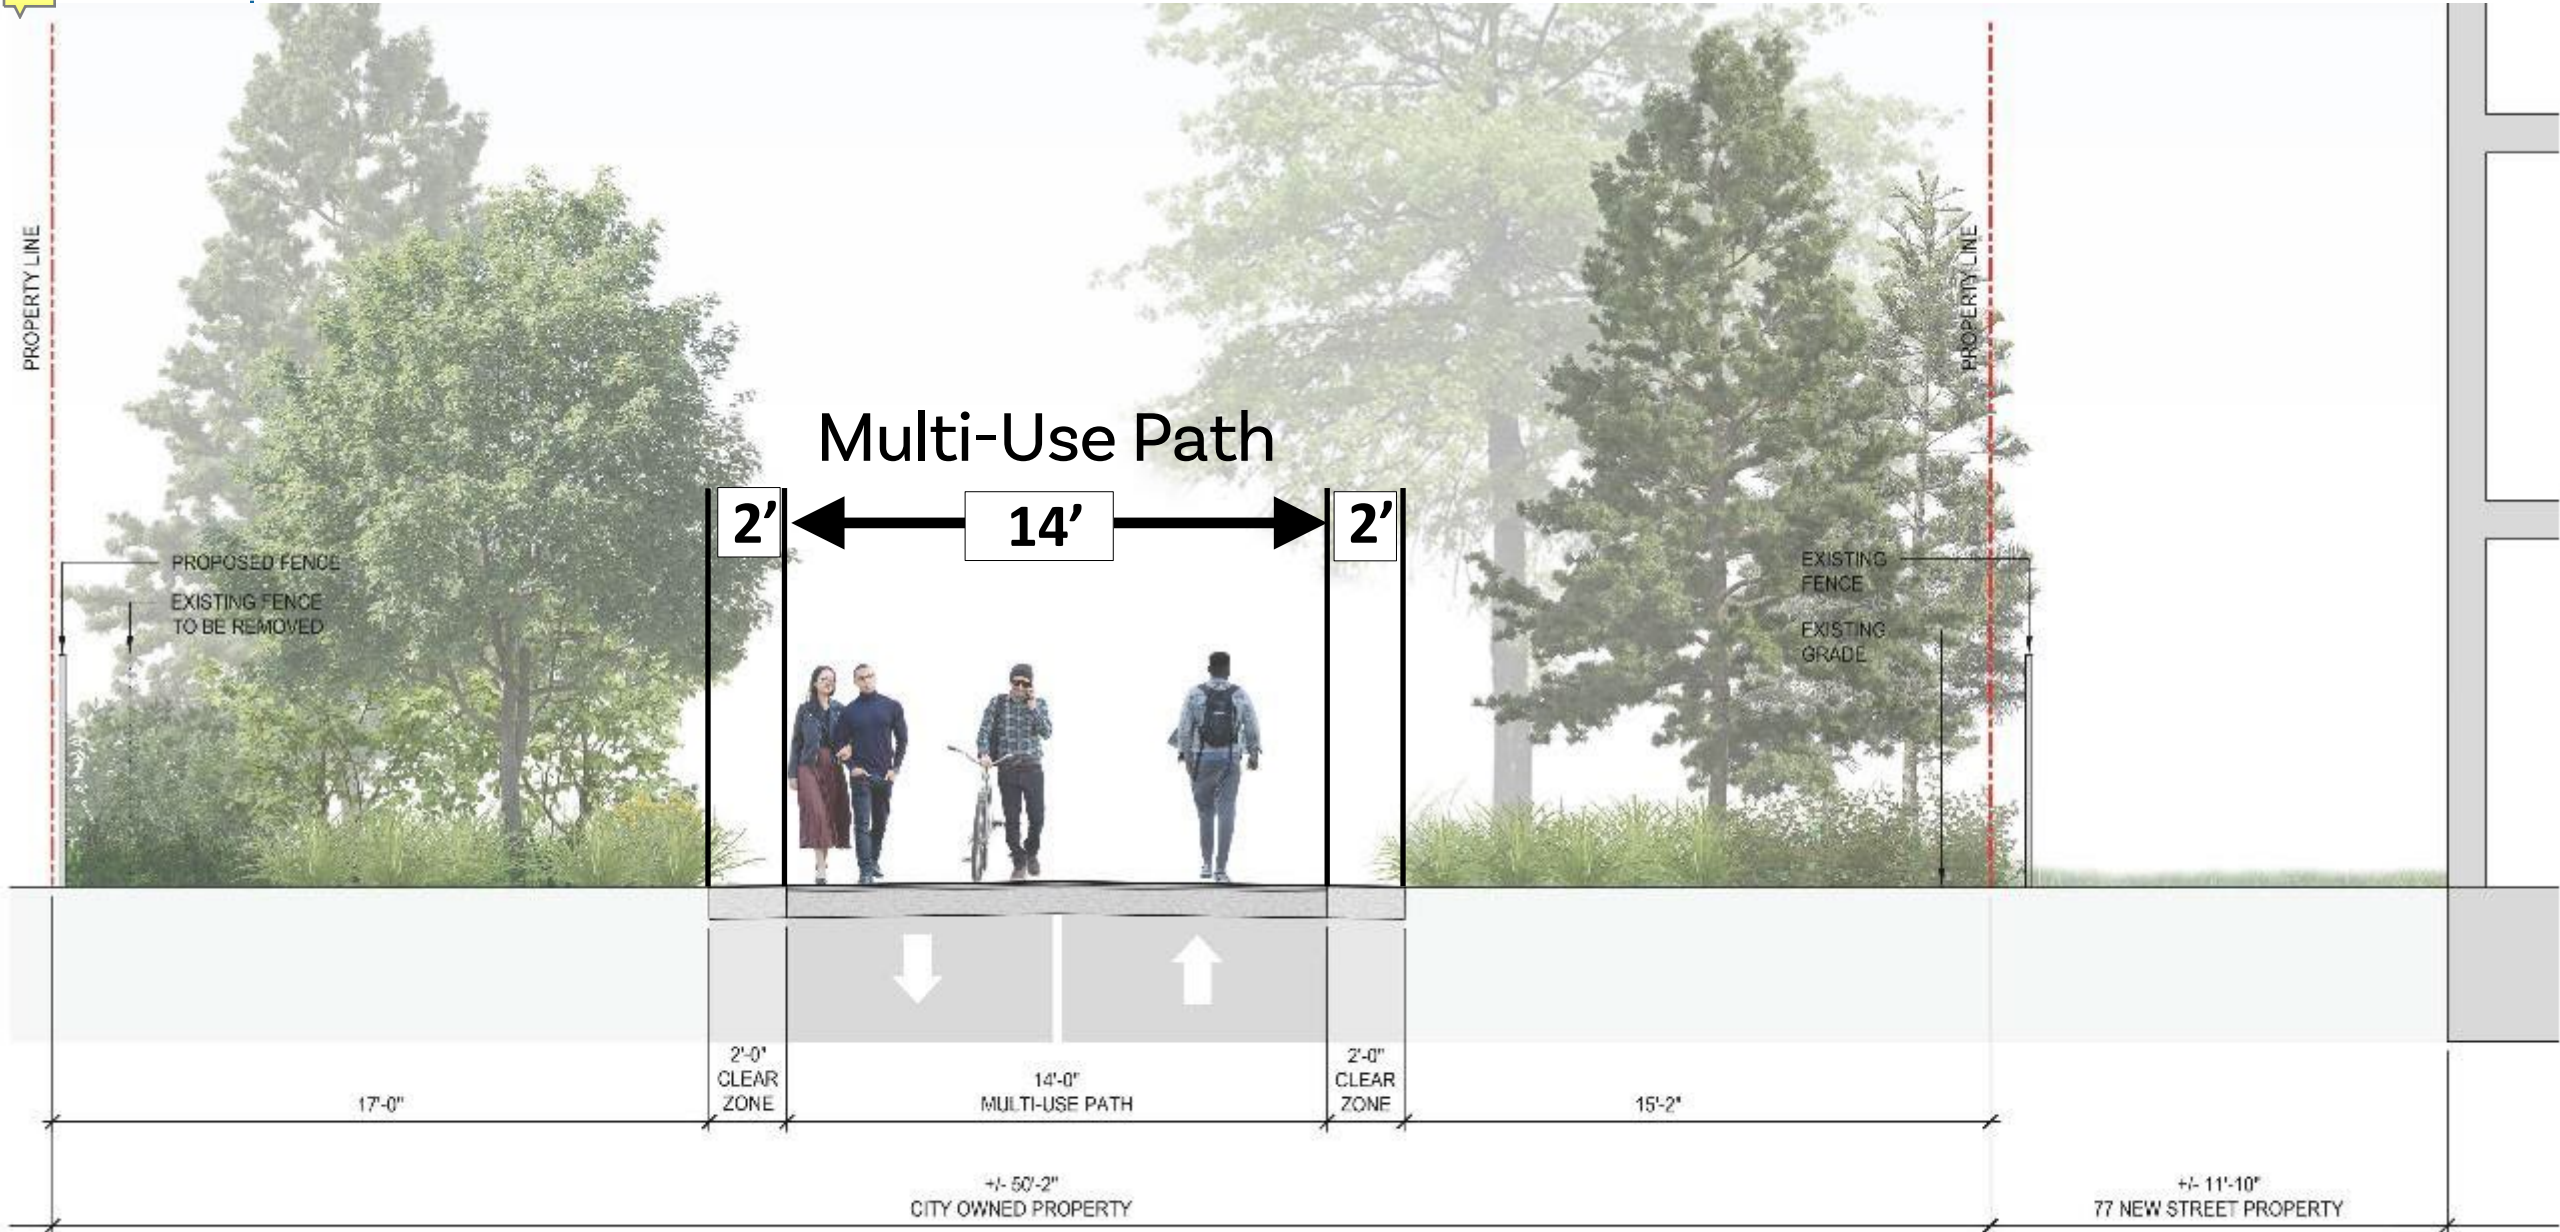 PROPERTY LINE
PROPERTY LINE
Multi-Use Path
2’
14’
2’
PROPOSED FENCE
EXISTING FENCE
TO BE REMOVED
EXISTING
FENCE
EXISTING
GRADE
2'-0"
CLEAR
ZONE
14'-0"
MULTI-USE PATH
2'-0"
CLEAR
ZONE
17'-0"
15'-2"
+/- 50'-2"
CITY OWNED PROPERTY
+/- 11'-10"
77 NEW STREET PROPERTY